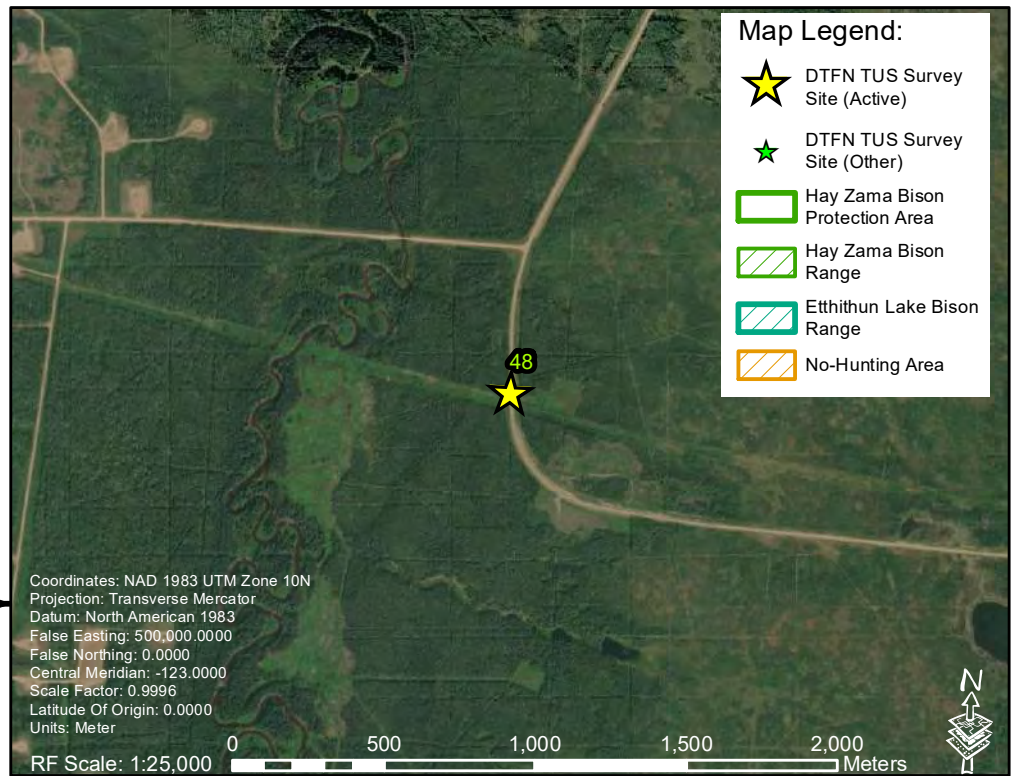 Map Legend:
DTFN TUS Survey
Site (Active)
DTFN TUS Survey
Site (Other)
Hay Zama Bison
Protection Area
Hay Zama Bison
Range
Etthithun Lake Bison
Range
No-Hunting Area
48
Coordinates: NAD 1983 UTM Zone 10N
Projection: Transverse Mercator
Datum: North American 1983
False Easting: 500,000.0000
False Northing: 0.0000
Central Meridian: -123.0000
Scale Factor: 0.9996
Latitude Of Origin: 0.0000
Units: Meter
RF Scale: 1:25,000
0 500 1,000 1,500 2,000
Meters
N